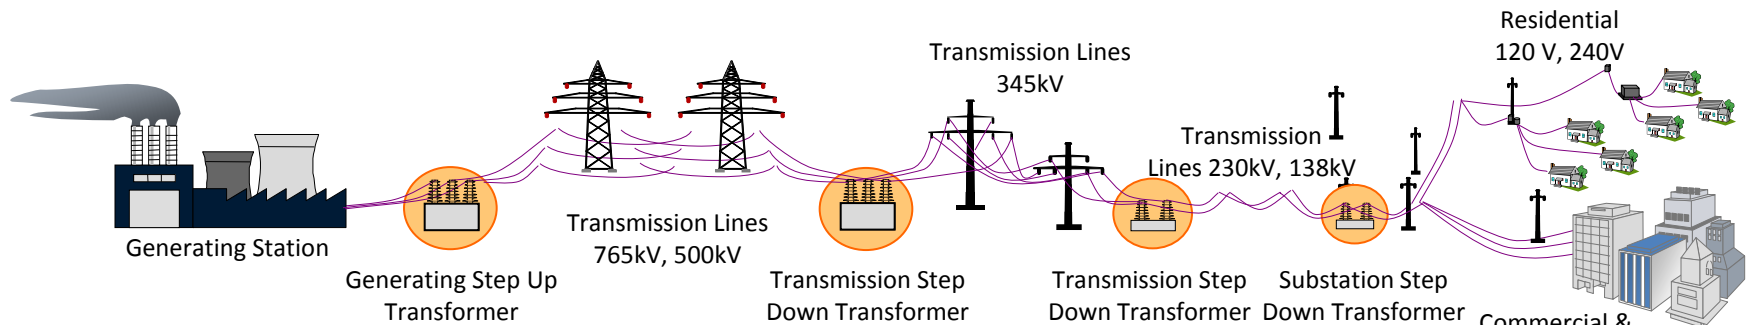 Residential
120 V, 240V
Transmission Lines
345kV
Transmission
Lines 230kV, 138kV
Transmission Lines
765kV, 500kV
Generating Station
Generating Step Up
Transformer
Transmission Step
Down Transformer
Transmission Step
Down Transformer
Substation Step
Down Transformer
Commercial &